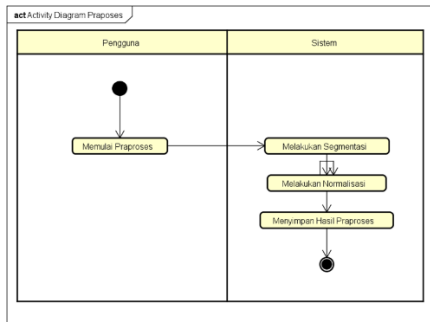 act Activity Diagram Praposes
Pengguna
Sistem
Memulai Praproses
Melakukan Segmentasi
Melakukan Normalisasi
Menyimpan Hasil Praproses